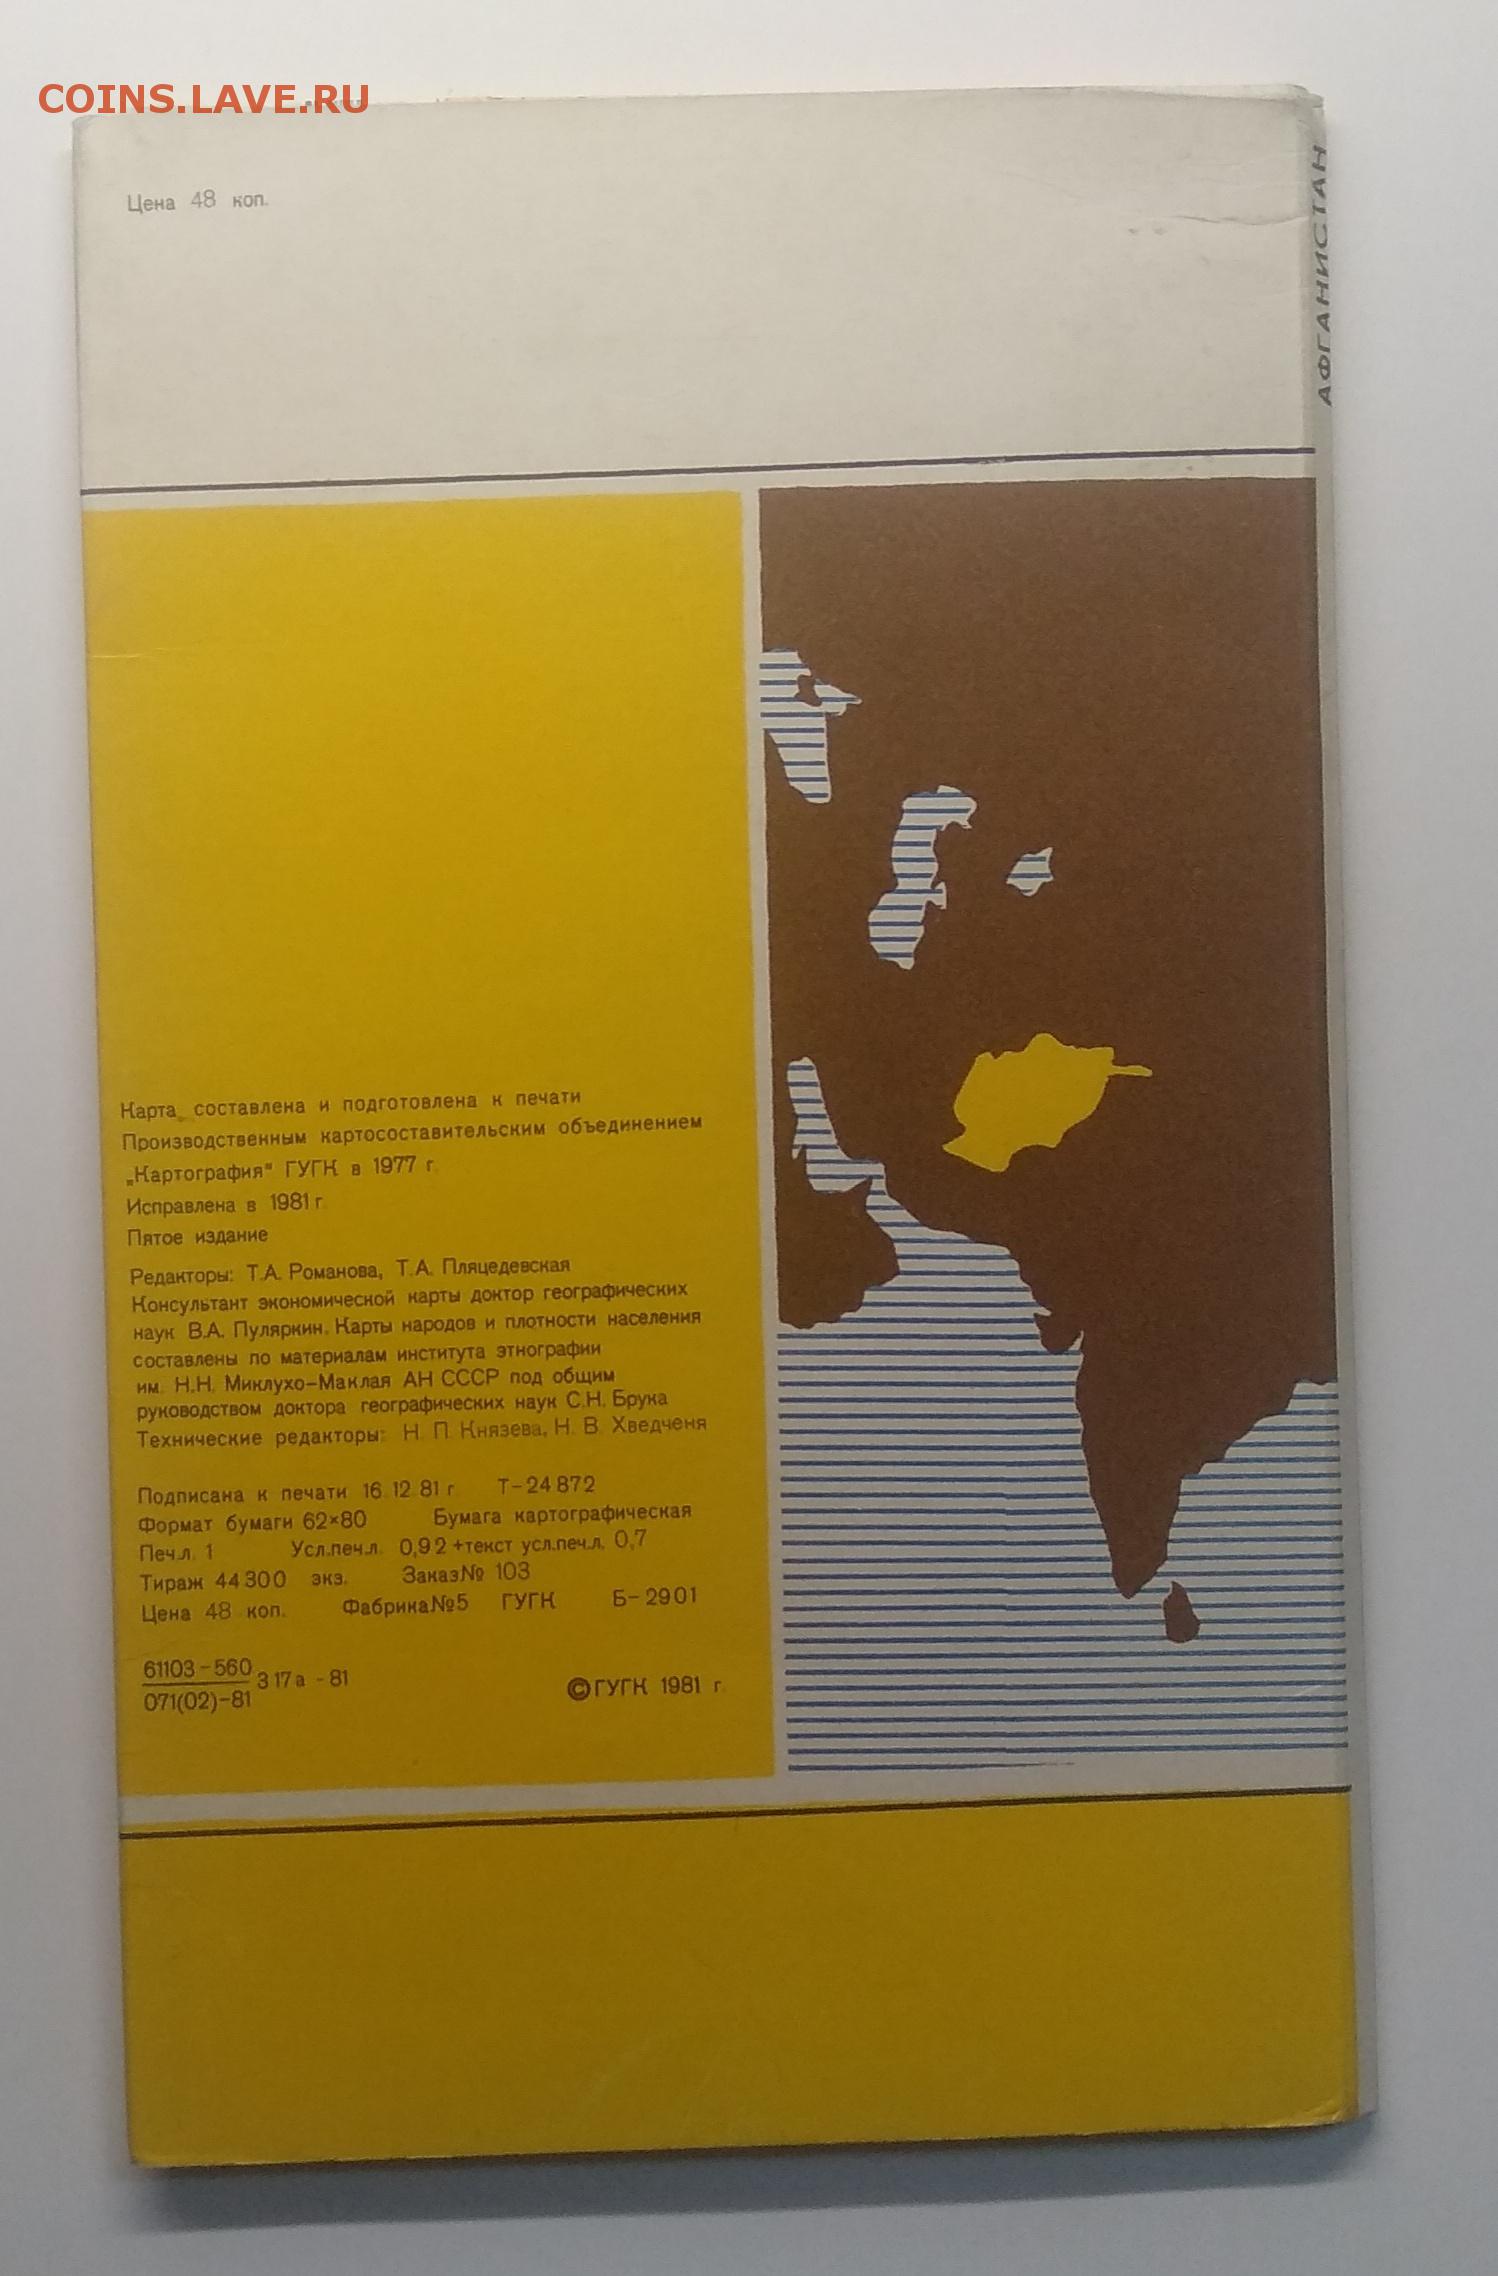 COINS.LAVE.RU
Цена 48 коп.
АФГАНИСТАН
Карта составлена и подготовлена к печати
Производственным картосоставительским объединением
„Картография" ГУГК в 1977 г.
Исправлена в 1981 г.
Пятое издание
Редакторы: Т.А. Романова, Т.А. Пляцедевская
Консультант экономической карты доктор географических
наук В.А. Пуляркин. Карты народов и плотности населения
составлены по материалам института этнографии
им. Н.Н. Миклухо-Маклая АН СССР под общим
руководством доктора географических наук С.Н. Брука
Технические редакторы: Н. П. Князева, Н. В. Хведченя
Подписана к печати 16.12.81 г. Т-24872
Формат бумаги 62×80 Бумага картографическая
Печ.л. 1 Усл.печ.л. 0,92+текст усл.печ.л. 0,7
Тираж 44300 экз. Заказ№ 103
Цена 48 коп. Фабрика№5 ГУГК Б-2901
61103-560
071(02)-81 317а-81
© ГУГК 1981 г.